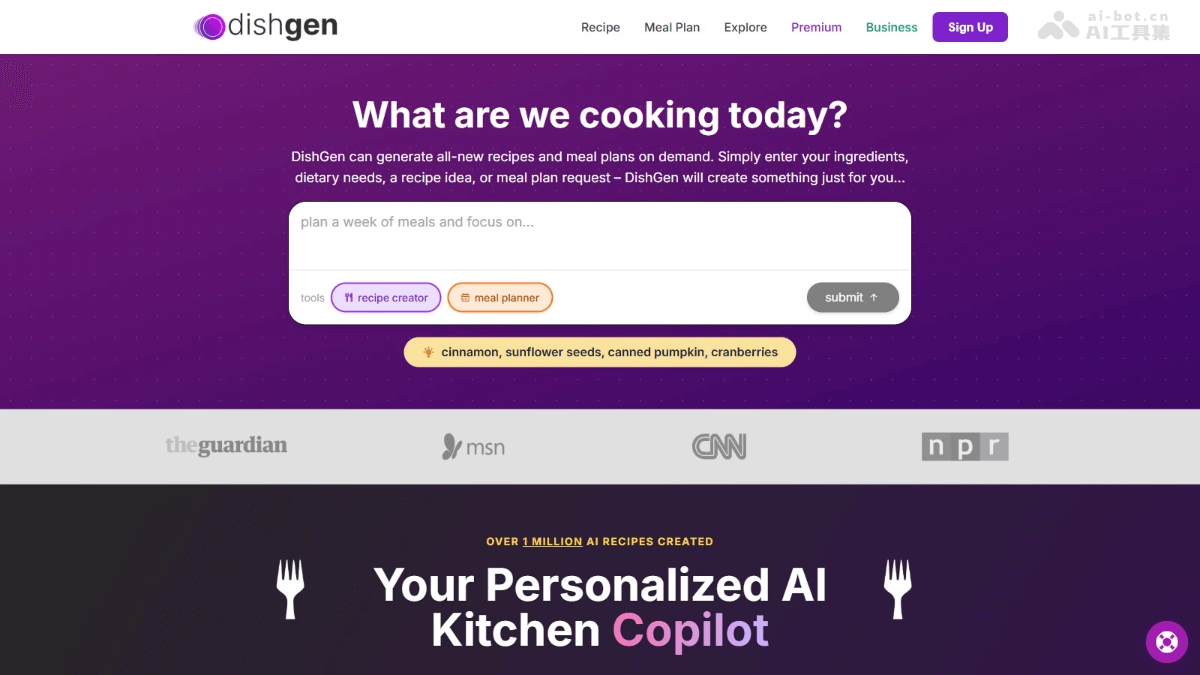 dishgen
Recipe
Meal Plan
Explore
Premium
Business
Sign Up
ai-bot.cn
AI工具集
What are we cooking today?
DishGen can generate all-new recipes and meal plans on demand. Simply enter your ingredients,
dietary needs, a recipe idea, or meal plan request – DishGen will create something just for you...
plan a week of meals and focus on...
tools
recipe creator
meal planner
submit ↑
cinnamon, sunflower seeds, canned pumpkin, cranberries
theguardian
msn
CNN
npr
OVER 1 MILLION AI RECIPES CREATED
Your Personalized AI
Kitchen Copilot